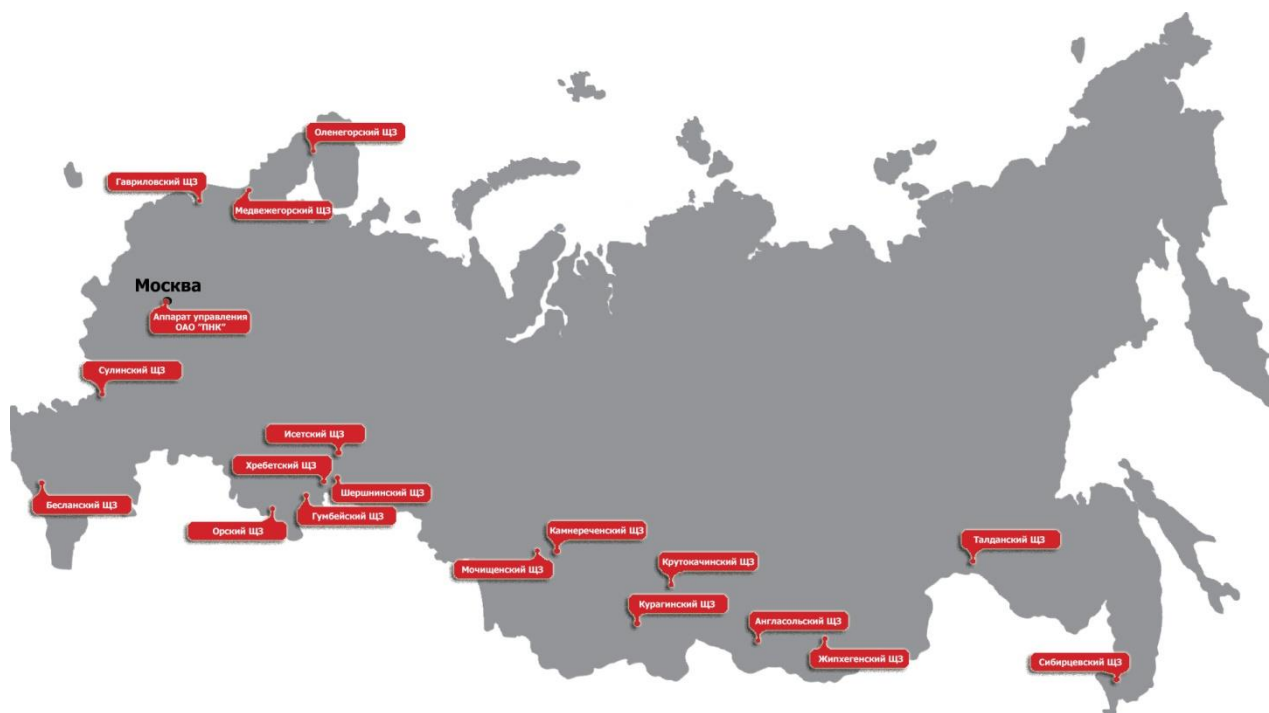 Оленегорский ЩЗ
Гавриловский ЩЗ
Медвежегорский ЩЗ
Москва
Аппарат управления
ОАО "ПНК"
Сулинский ЩЗ
Исетский ЩЗ
Хребетский ЩЗ
Шершнинский ЩЗ
Бесланский ЩЗ
Гумбейский ЩЗ
Орский ЩЗ
Камнереченский ЩЗ
Мочищенский ЩЗ
Крутокачинский ЩЗ
Курагинский ЩЗ
Англасольский ЩЗ
Жипхегенский ЩЗ
Талданский ЩЗ
Сибирцевский ЩЗ